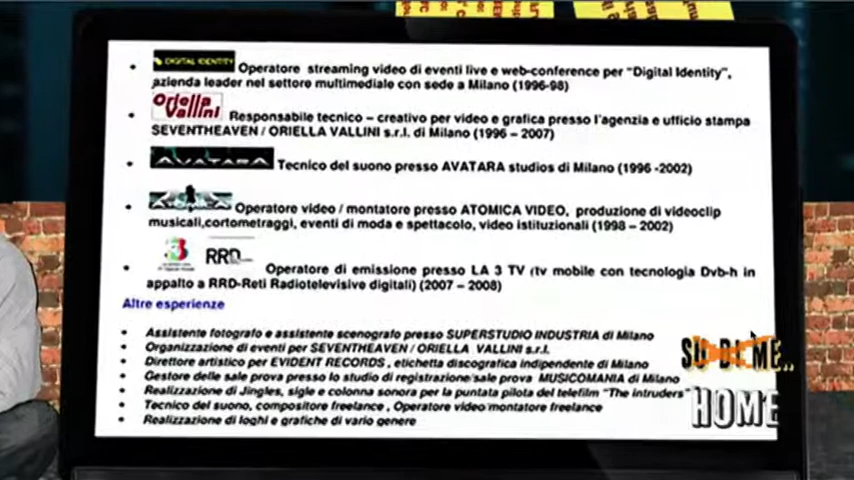 DIGITAL IDENTITY Operatore streaming video di eventi live e web-conference per "Digital Identity",
azienda leader nel settore multimediale con sede a Milano (1996-98)
Oriella Vallini Responsabile tecnico – creativo per video e grafica presso l'agenzia e ufficio stampa
SEVENTHEAVEN / ORIELLA VALLINI s.r.l. di Milano (1996 – 2007)
AVATARA Tecnico del suono presso AVATARA studios di Milano (1996 -2002)
ATOMICA Operatore video / montatore presso ATOMICA VIDEO, produzione di videoclip
musicali,cortometraggi, eventi di moda e spettacolo, video istituzionali (1998 – 2002)
3 RRD Operatore di emissione presso LA 3 TV (tv mobile con tecnologia Dvb-h in
appalto a RRD-Reti Radiotelevisive digitali) (2007 – 2008)
Altre esperienze
Assistente fotografo e assistente scenografo presso SUPERSTUDIO INDUSTRIA di Milano
Organizzazione di eventi per SEVENTHEAVEN / ORIELLA VALLINI s.r.l.
Direttore artistico per EVIDENT RECORDS , etichetta discografica indipendente di Milano
Gestore delle sale prova presso lo studio di registrazione/sale prova MUSICOMANIA di Milano
Realizzazione di Jingles, sigle e colonna sonora per la puntata pilota del telefilm "The intruders"
Tecnico del suono, compositore freelance , Operatore video/montatore freelance
Realizzazione di loghi e grafiche di vario genere
SU DI ME..
HOME